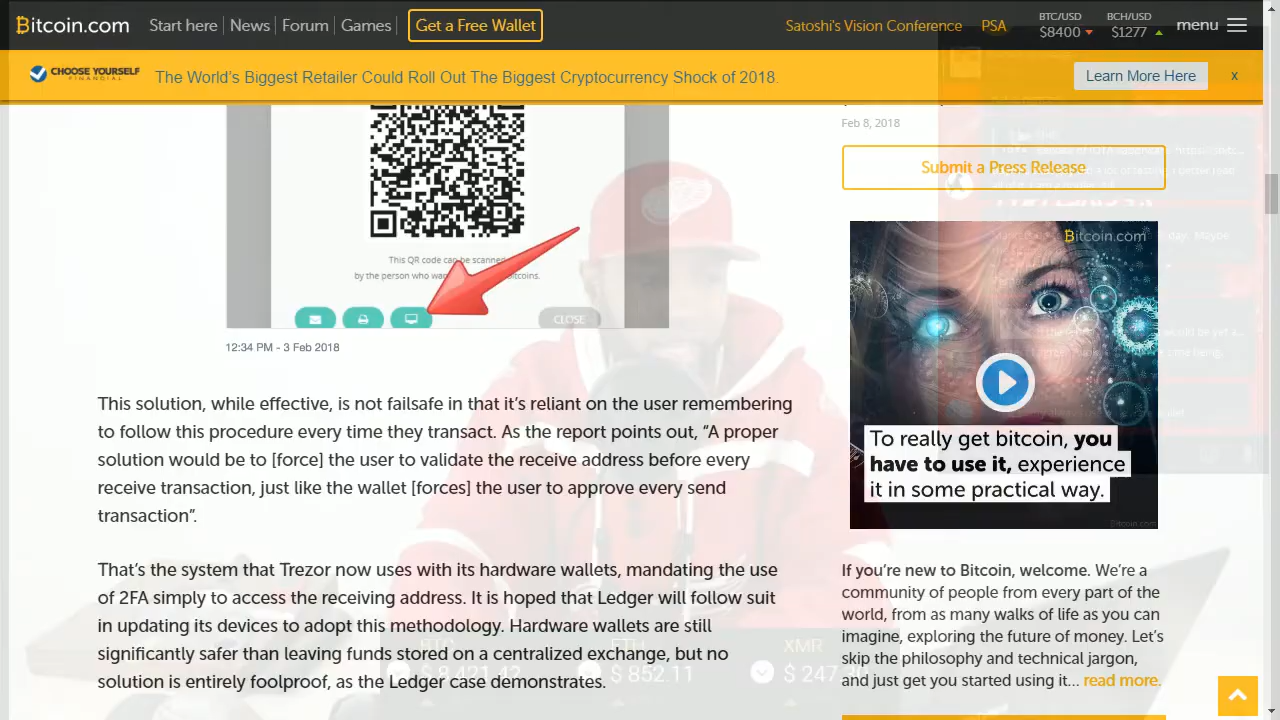 Bitcoin.com
Start here
News
Forum
Games
Get a Free Wallet
Satoshi's Vision Conference
PSA
BTC/USD
$8400
BCH/USD
$1277
menu
CHOOSE YOURSELF
FINANCIAL
The World's Biggest Retailer Could Roll Out The Biggest Cryptocurrency Shock of 2018.
Learn More Here
x
This QR code can be scanned
by the person who
CLOSE
12:34 PM - 3 Feb 2018
This solution, while effective, is not failsafe in that it's reliant on the user remembering
to follow this procedure every time they transact. As the report points out, “A proper
solution would be to [force] the user to validate the receive address before every
receive transaction, just like the wallet [forces] the user to approve every send
transaction”.
That's the system that Trezor now uses with its hardware wallets, mandating the use
of 2FA simply to access the receiving address. It is hoped that Ledger will follow suit
in updating its devices to adopt this methodology. Hardware wallets are still
significantly safer than leaving funds stored on a centralized exchange, but no
solution is entirely foolproof, as the Ledger case demonstrates.
BTC
ETH
XMR
$ 8,421.42
$ 852.11
$ 247
Feb 8, 2018
Submit a Press Release
Bitcoin.com
To really get bitcoin, you
have to use it, experience
it in some practical way.
Bitcoin.com
If you're new to Bitcoin, welcome. We're a
community of people from every part of the
world, from as many walks of life as you can
imagine, exploring the future of money. Let's
skip the philosophy and technical jargon,
and just get you started using it... read more.